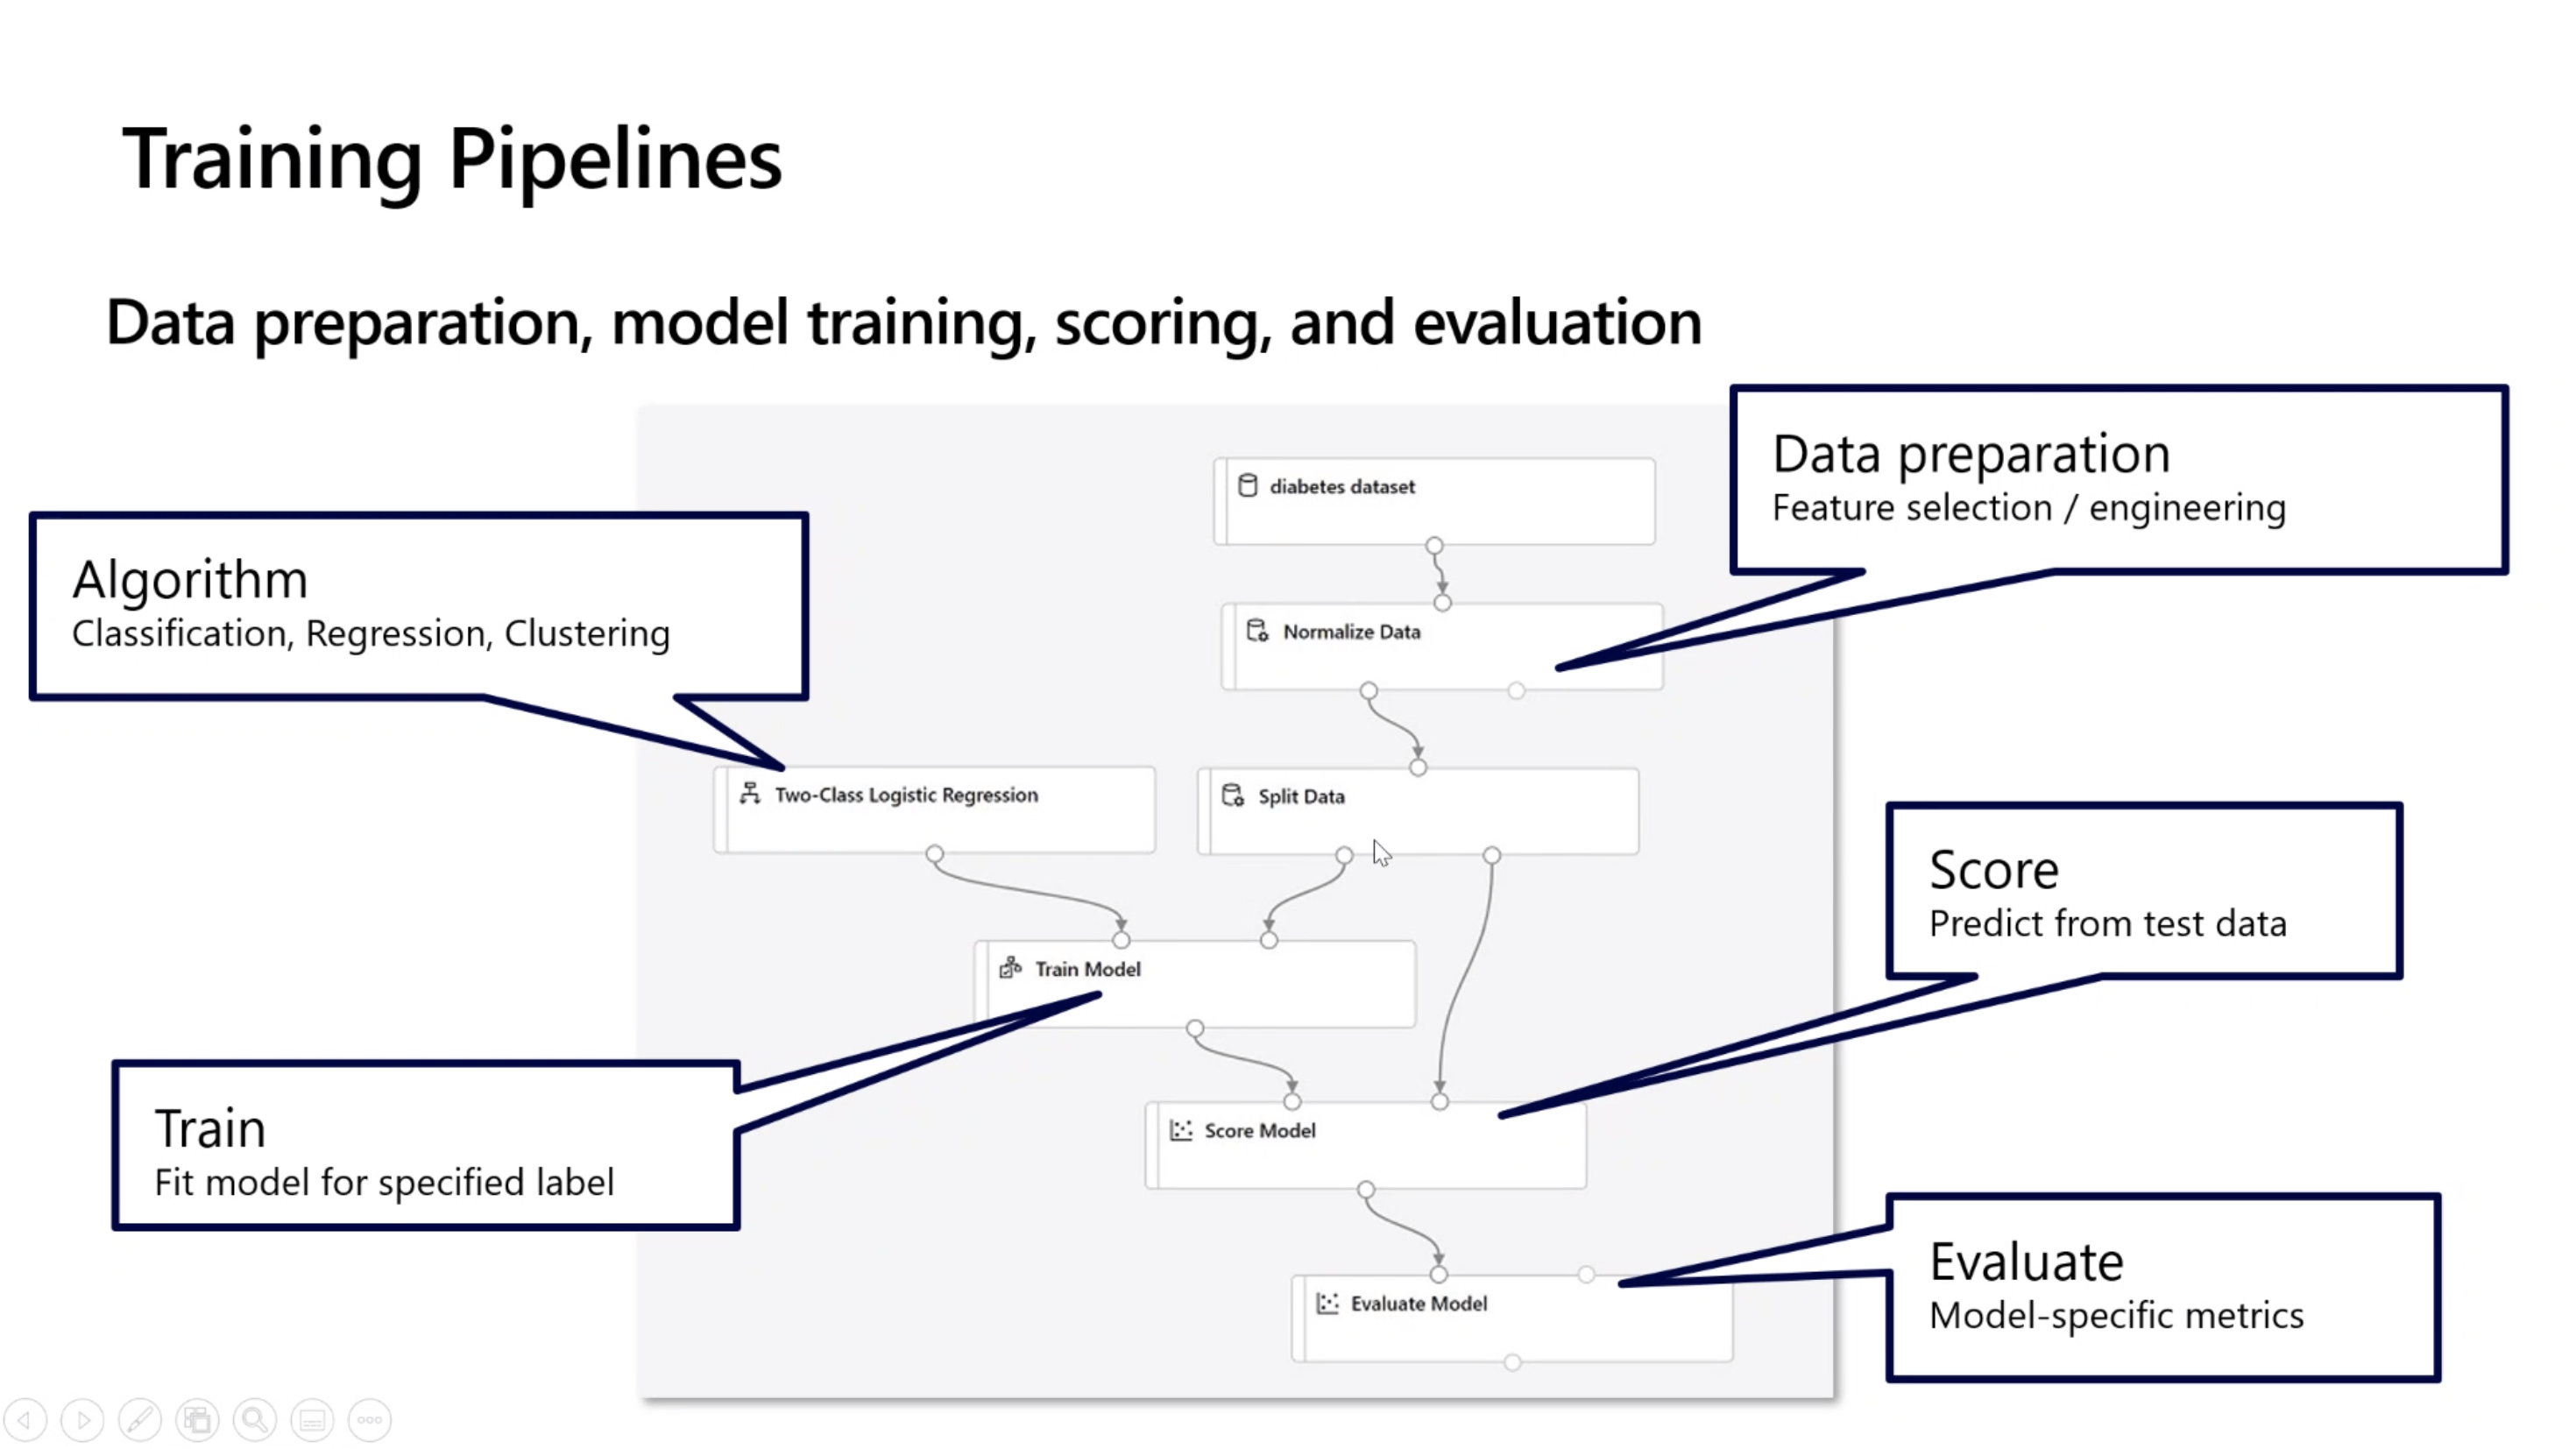 Training Pipelines
Data preparation, model training, scoring, and evaluation
Data preparation
Feature selection / engineering
diabetes dataset
Algorithm
Classification, Regression, Clustering
Normalize Data
Two-Class Logistic Regression
Split Data
Score
Predict from test data
Train Model
Train
Fit model for specified label
Score Model
Evaluate
Model-specific metrics
Evaluate Model